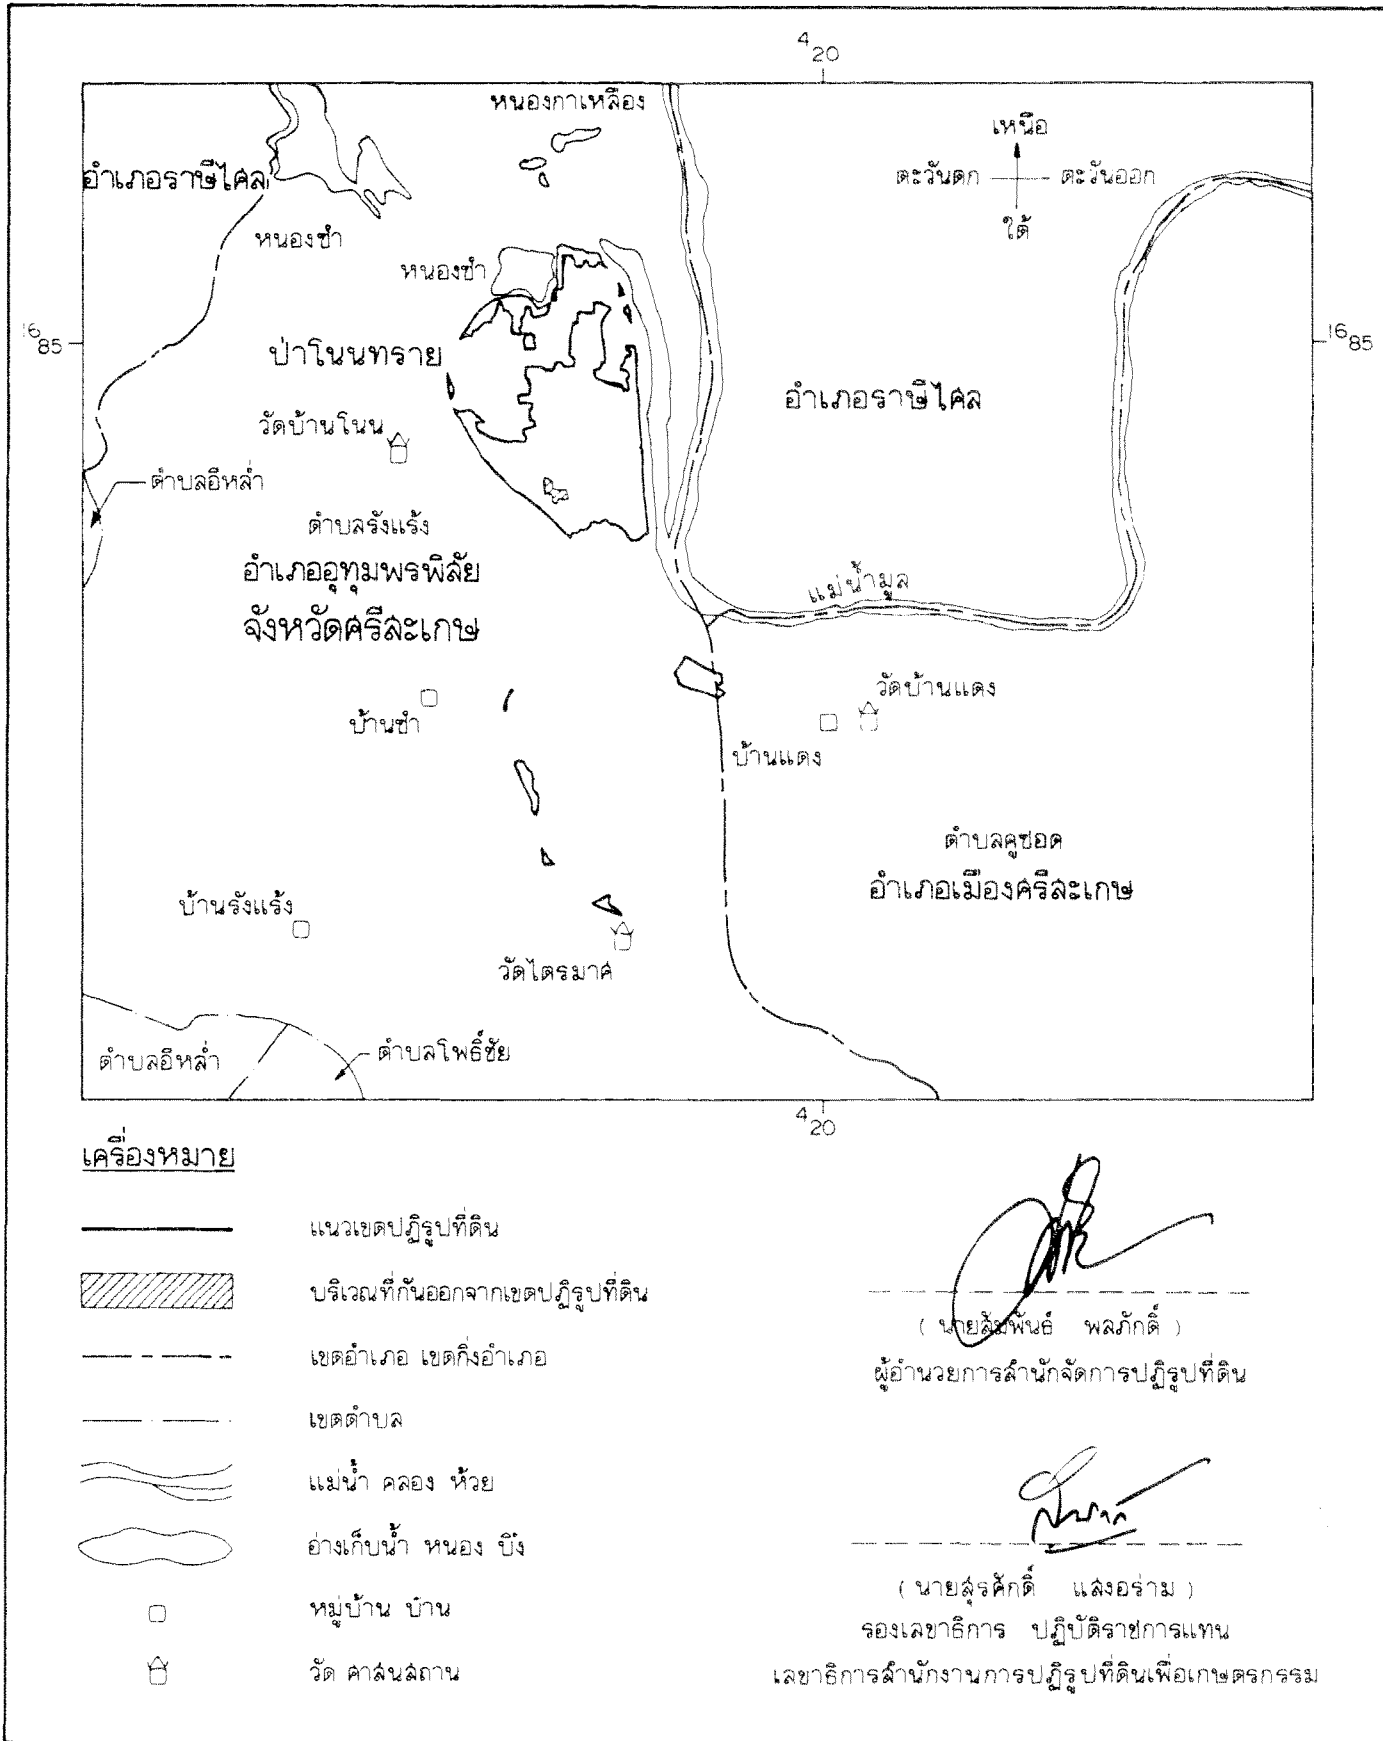 420
หนองกาเหลือง
เหนือ
ตะวันตก ตะวันออก
ใต้
อำเภอราษีไศล
หนองซำ
หนองซำ
1685
1685
ป่าโนนทราย
อำเภอราษีไศล
วัดบ้านโนน
ตำบลอีหล่ำ
ตำบลรังแร้ง
อำเภออุทุมพรพิสัย
จังหวัดศรีสะเกษ
แม่น้ำมูล
วัดบ้านแดง
บ้านซำ
บ้านแดง
ตำบลคูซอด
อำเภอเมืองศรีสะเกษ
บ้านรังแร้ง
วัดไตรมาศ
ตำบลอีหล่ำ
ตำบลโพธิ์ชัย
420
เครื่องหมาย
แนวเขตปฏิรูปที่ดิน
บริเวณที่กันออกจากเขตปฏิรูปที่ดิน
เขตอำเภอ เขตกิ่งอำเภอ
เขตตำบล
แม่น้ำ คลอง ห้วย
อ่างเก็บน้ำ หนอง บึง
หมู่บ้าน บ้าน
วัด ศาสนสถาน
( นายสัมพันธ์ พลภักดิ์ )
ผู้อำนวยการสำนักจัดการปฏิรูปที่ดิน
( นายสุรศักดิ์ แสงอร่าม )
รองเลขาธิการ ปฏิบัติราชการแทน
เลขาธิการสำนักงานการปฏิรูปที่ดินเพื่อเกษตรกรรม